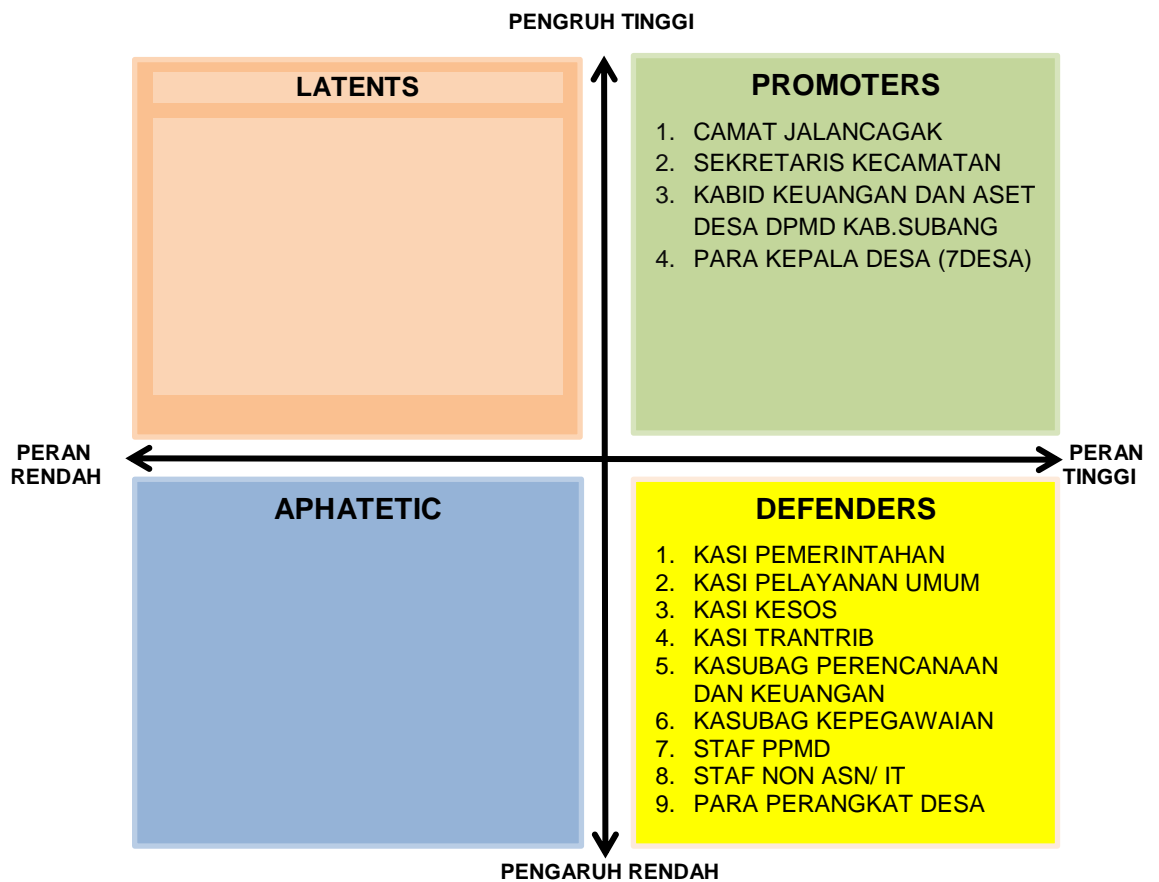 PENGRUH TINGGI
LATENTS
PROMOTERS
1. CAMAT JALANCAGAK
2. SEKRETARIS KECAMATAN
3. KABID KEUANGAN DAN ASET
DESA DPMD KAB.SUBANG
4. PARA KEPALA DESA (7DESA)
PERAN
RENDAH
PERAN
TINGGI
APHATETIC
DEFENDERS
1. KASI PEMERINTAHAN
2. KASI PELAYANAN UMUM
3. KASI KESOS
4. KASI TRANTRIB
5. KASUBAG PERENCANAAN
DAN KEUANGAN
6. KASUBAG KEPEGAWAIAN
7. STAF PPMD
8. STAF NON ASN/ IT
9. PARA PERANGKAT DESA
PENGARUH RENDAH